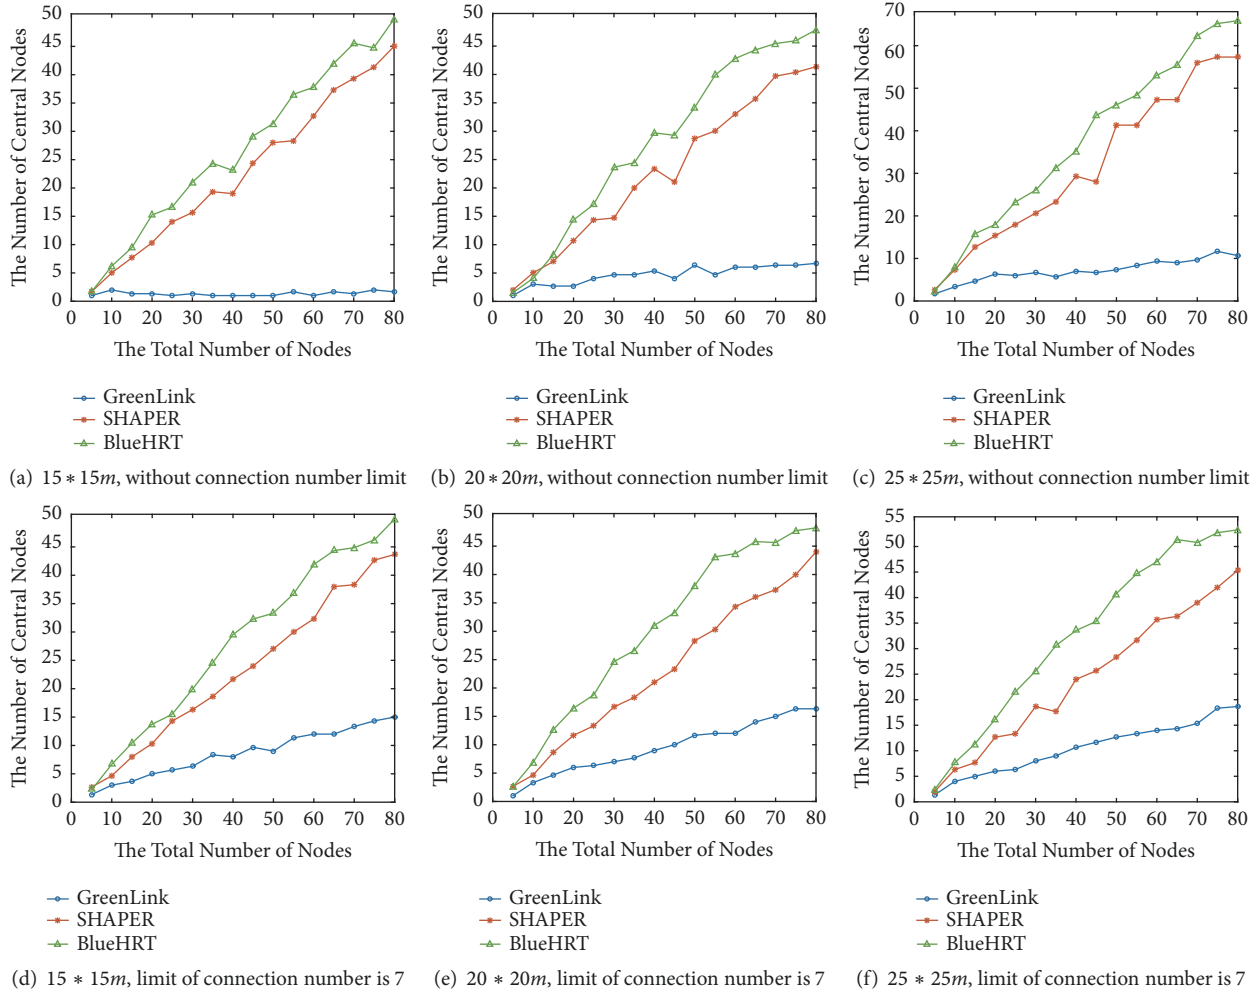 The Number of Central Nodes
50
45
40
35
30
25
20
15
10
5
0
0 10 20 30 40 50 60 70 80
The Total Number of Nodes
GreenLink
SHAPER
BlueHRT
(a) 15 * 15m, without connection number limit
The Number of Central Nodes
50
45
40
35
30
25
20
15
10
5
0
0 10 20 30 40 50 60 70 80
The Total Number of Nodes
GreenLink
SHAPER
BlueHRT
(b) 20 * 20m, without connection number limit
The Number of Central Nodes
70
60
50
40
30
20
10
0
0 10 20 30 40 50 60 70 80
The Total Number of Nodes
GreenLink
SHAPER
BlueHRT
(c) 25 * 25m, without connection number limit
The Number of Central Nodes
50
45
40
35
30
25
20
15
10
5
0
0 10 20 30 40 50 60 70 80
The Total Number of Nodes
GreenLink
SHAPER
BlueHRT
(d) 15 * 15m, limit of connection number is 7
The Number of Central Nodes
50
45
40
35
30
25
20
15
10
5
0
0 10 20 30 40 50 60 70 80
The Total Number of Nodes
GreenLink
SHAPER
BlueHRT
(e) 20 * 20m, limit of connection number is 7
The Number of Central Nodes
55
50
45
40
35
30
25
20
15
10
5
0
0 10 20 30 40 50 60 70 80
The Total Number of Nodes
GreenLink
SHAPER
BlueHRT
(f) 25 * 25m, limit of connection number is 7